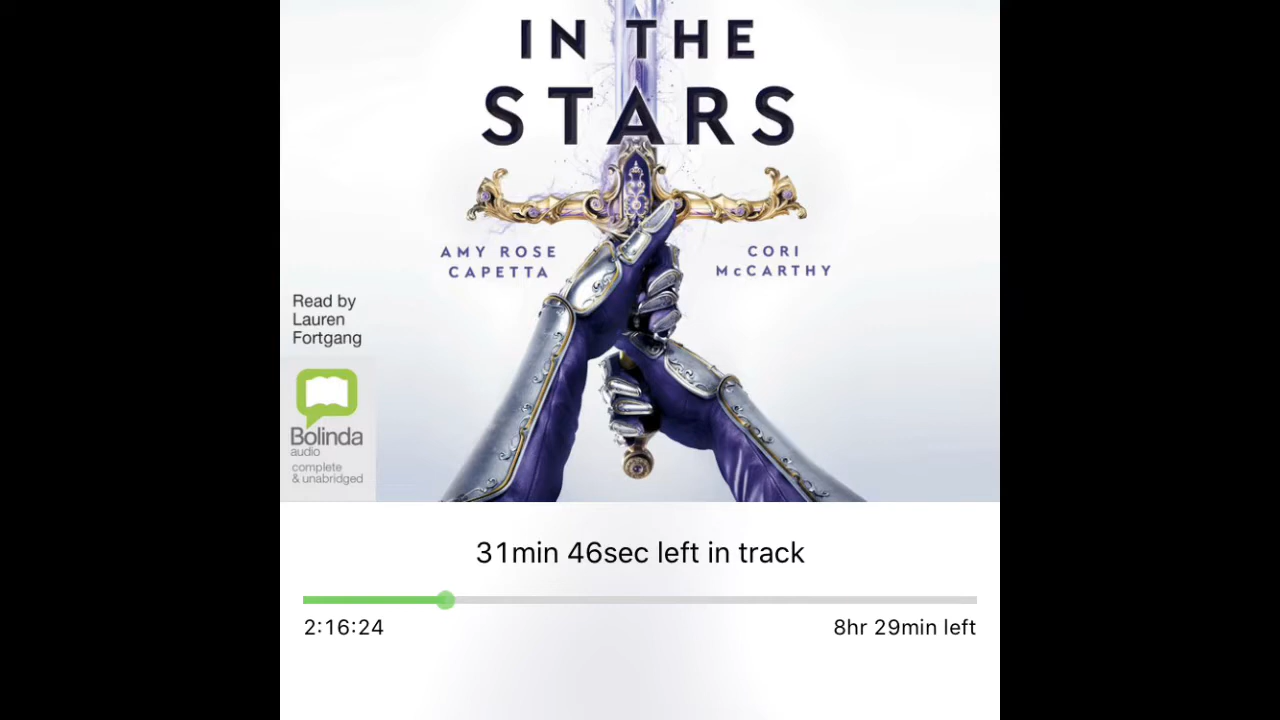 IN THE
STARS
AMY ROSE
CAPETTA
CORI
McCARTHY
Read by
Lauren
Fortgang
Bolinda
audio
complete
& unabridged
31min 46sec left in track
2:16:24
8hr 29min left